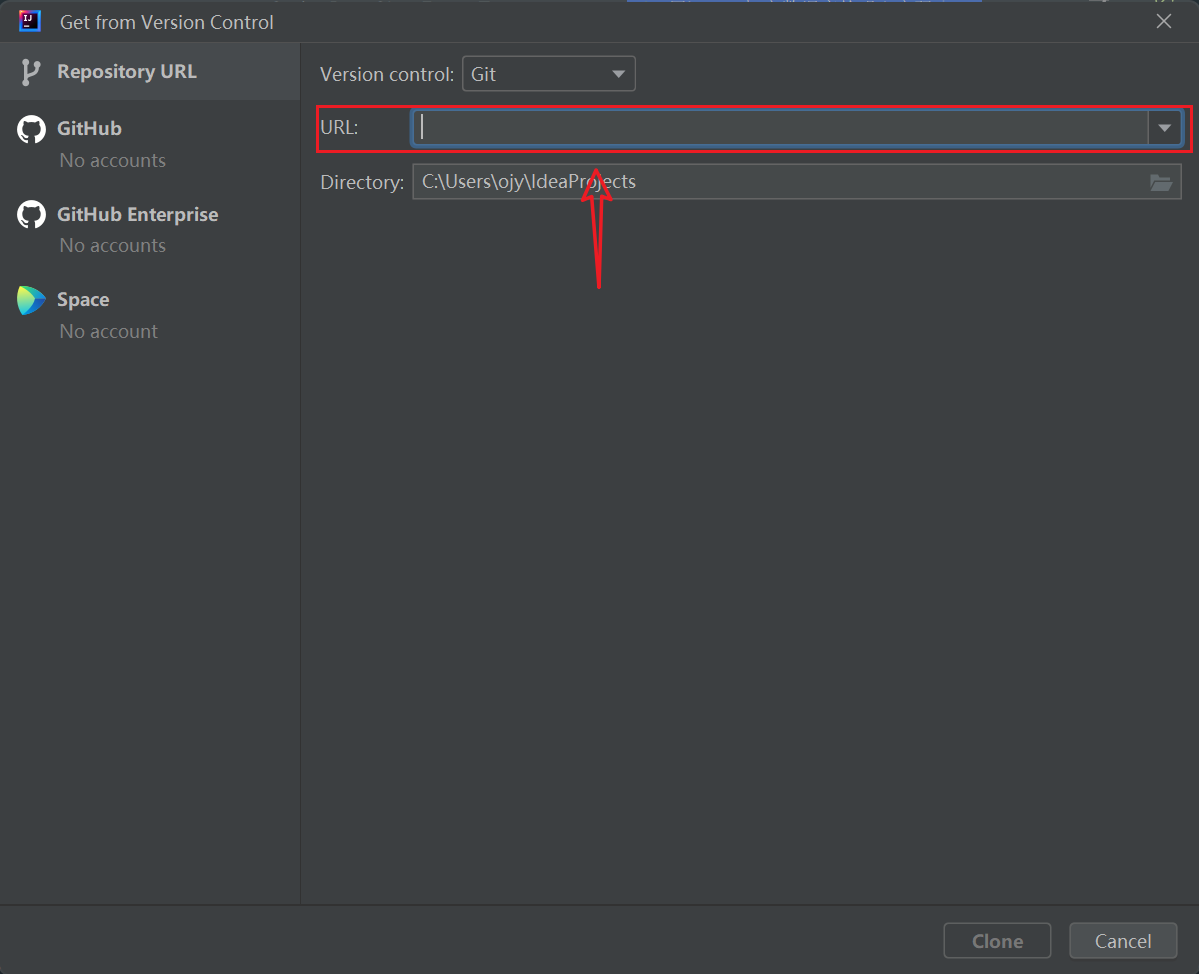 Get from Version Control
Repository URL
GitHub
No accounts
GitHub Enterprise
No accounts
Space
No account
Version control: Git
URL:
Directory: C:\Users\ojy\IdeaProjects
Clone
Cancel